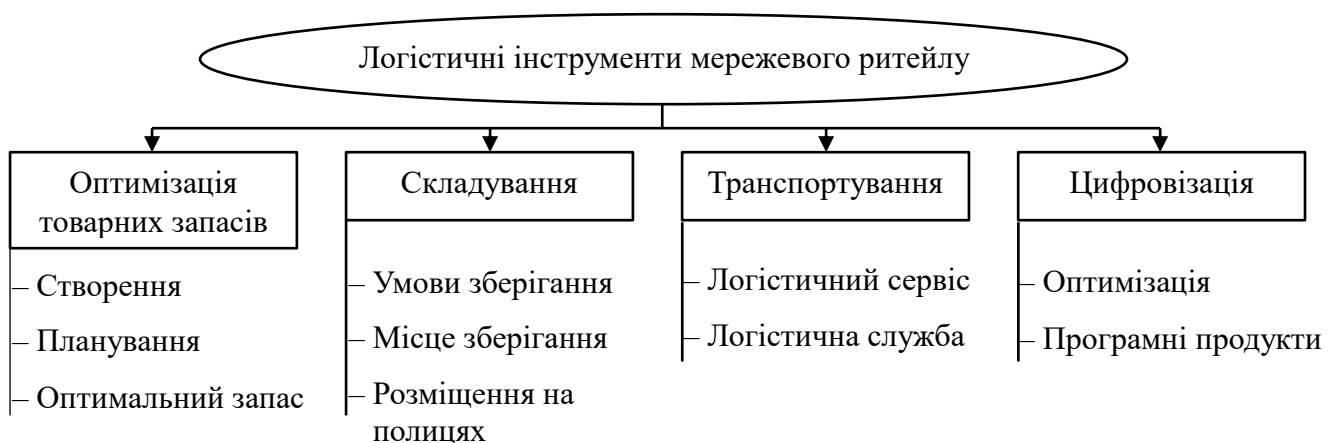 Логістичні інструменти мережевого ритейлу
Оптимізація
товарних запасів
– Створення
– Планування
– Оптимальний запас
Складування
– Умови зберігання
– Місце зберігання
– Розміщення на
полицях
Транспортування
– Логістичний сервіс
– Логістична служба
Цифровізація
– Оптимізація
– Програмні продукти